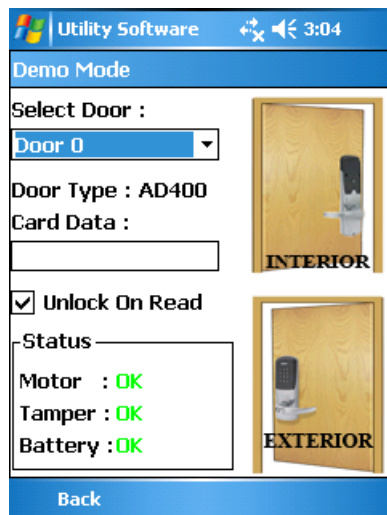 Utility Software 3:04
Demo Mode
Select Door :
Door 0
Door Type : AD400
Card Data :
INTERIOR
Unlock On Read
Status
Motor : OK
Tamper : OK
Battery : OK
EXTERIOR
Back